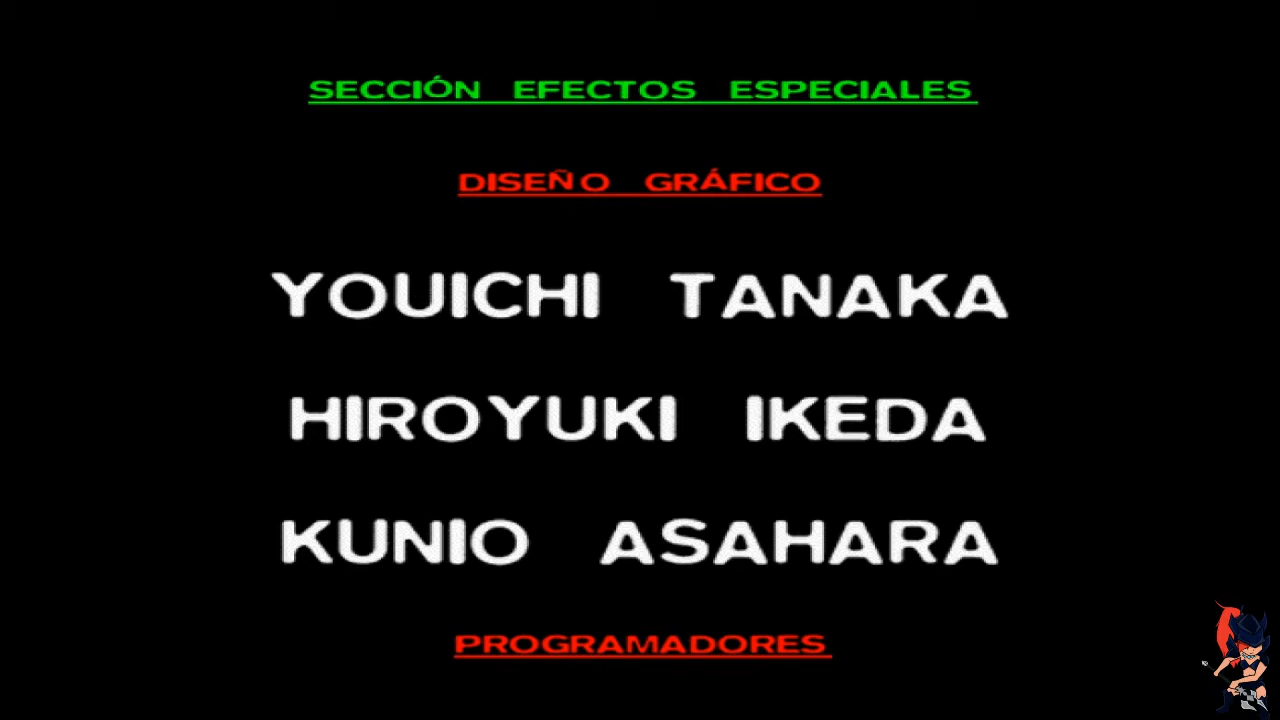 SECCIÓN EFECTOS ESPECIALES
DISEÑO GRÁFICO
YOUICHI TANAKA
HIROYUKI IKEDA
KUNIO ASAHARA
PROGRAMADORES